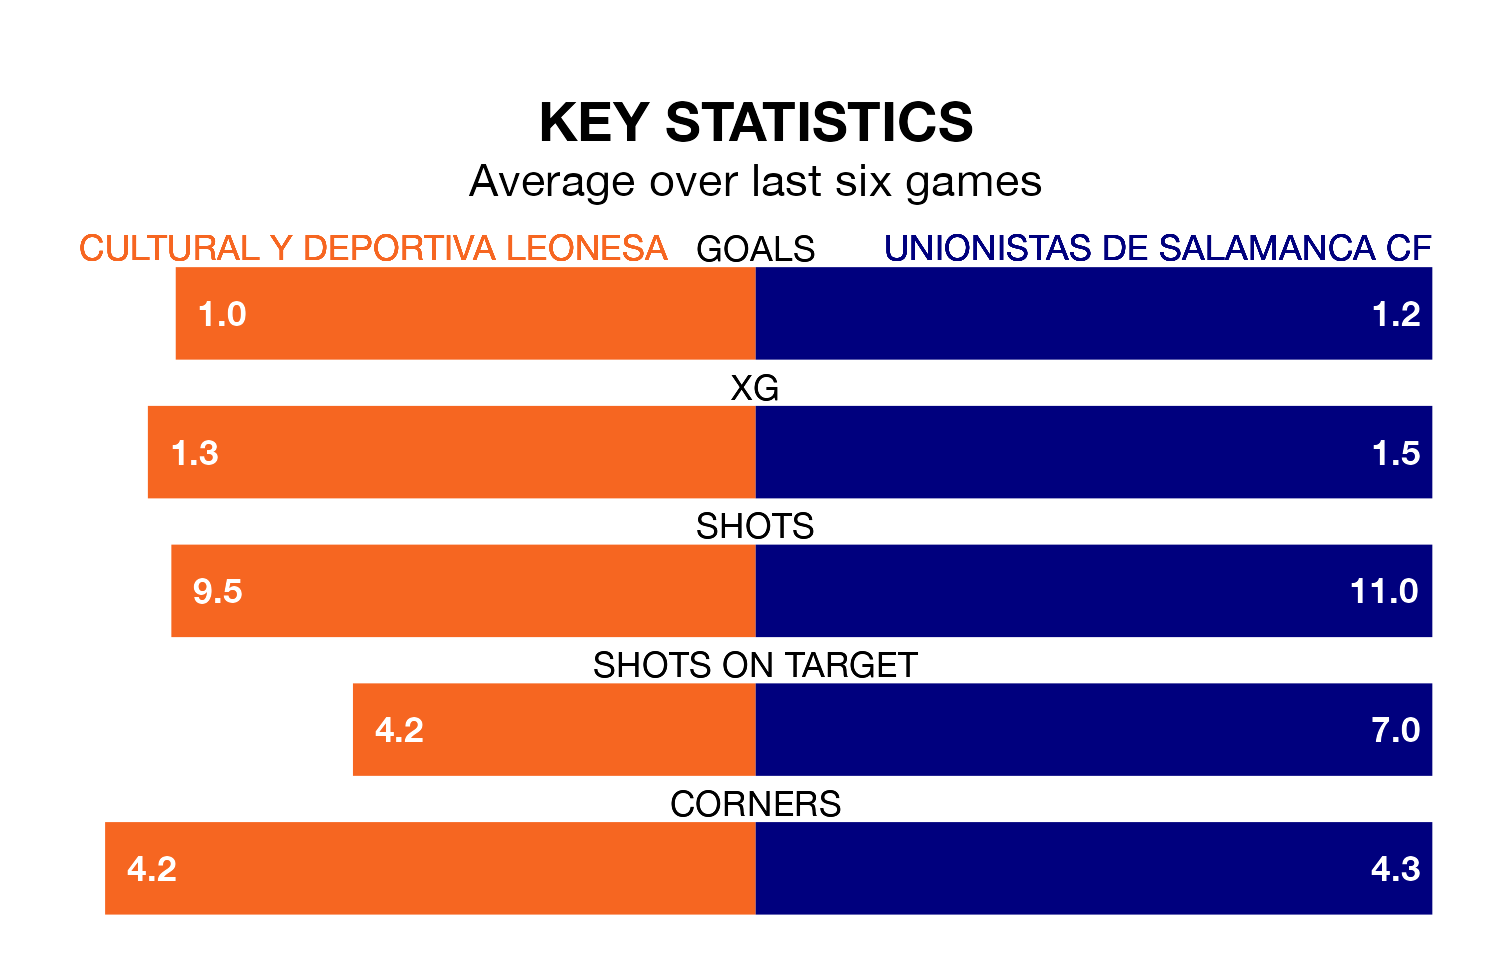 KEY STATISTICS
Average over last six games
CULTURAL Y DEPORTIVA LEONESA GOALS UNIONISTAS DE SALAMANCA CF
1.0 1.2
XG
1.3 1.5
SHOTS
9.5 11.0
SHOTS ON TARGET
4.2 7.0
CORNERS
4.2 4.3